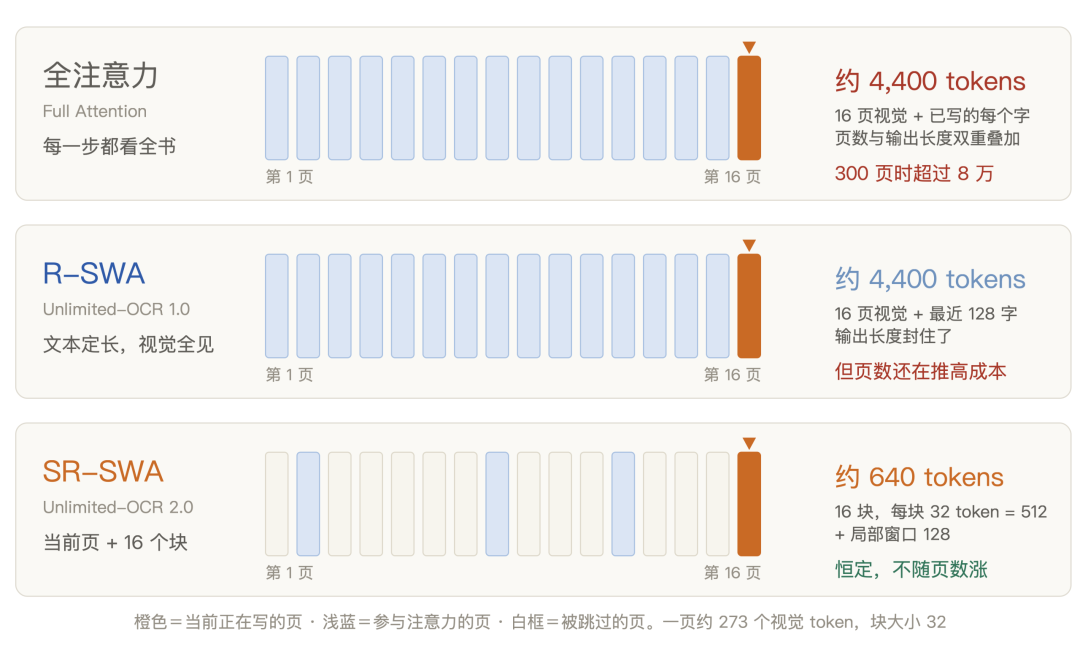 全注意力
Full Attention
每一步都看全书
第 1 页
第 16 页
约 4,400 tokens
16 页视觉 + 已写的每个字
页数与输出长度双重叠加
300 页时超过 8 万
R-SWA
Unlimited-OCR 1.0
文本定长，视觉全见
第 1 页
第 16 页
约 4,400 tokens
16 页视觉 + 最近 128 字
输出长度封住了
但页数还在推高成本
SR-SWA
Unlimited-OCR 2.0
当前页 + 16 个块
第 1 页
第 16 页
约 640 tokens
16 块，每块 32 token = 512
+ 局部窗口 128
恒定，不随页数涨
橙色＝当前正在写的页 · 浅蓝＝参与注意力的页 · 白框＝被跳过的页。一页约 273 个视觉 token，块大小 32